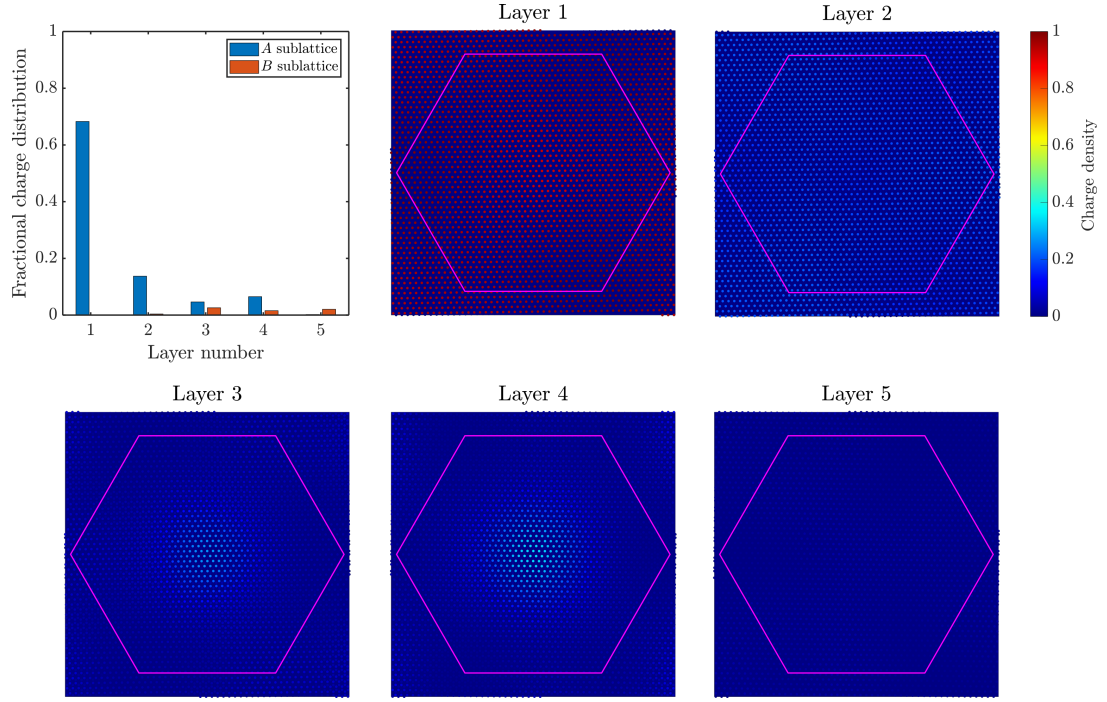 Fractional charge distribution
1
0.8
0.6
0.4
0.2
0
A sublattice
B sublattice
1 2 3 4 5
Layer number
Layer 1
Layer 2
1
0.8
0.6
0.4
0.2
0
Charge density
Layer 3
Layer 4
Layer 5